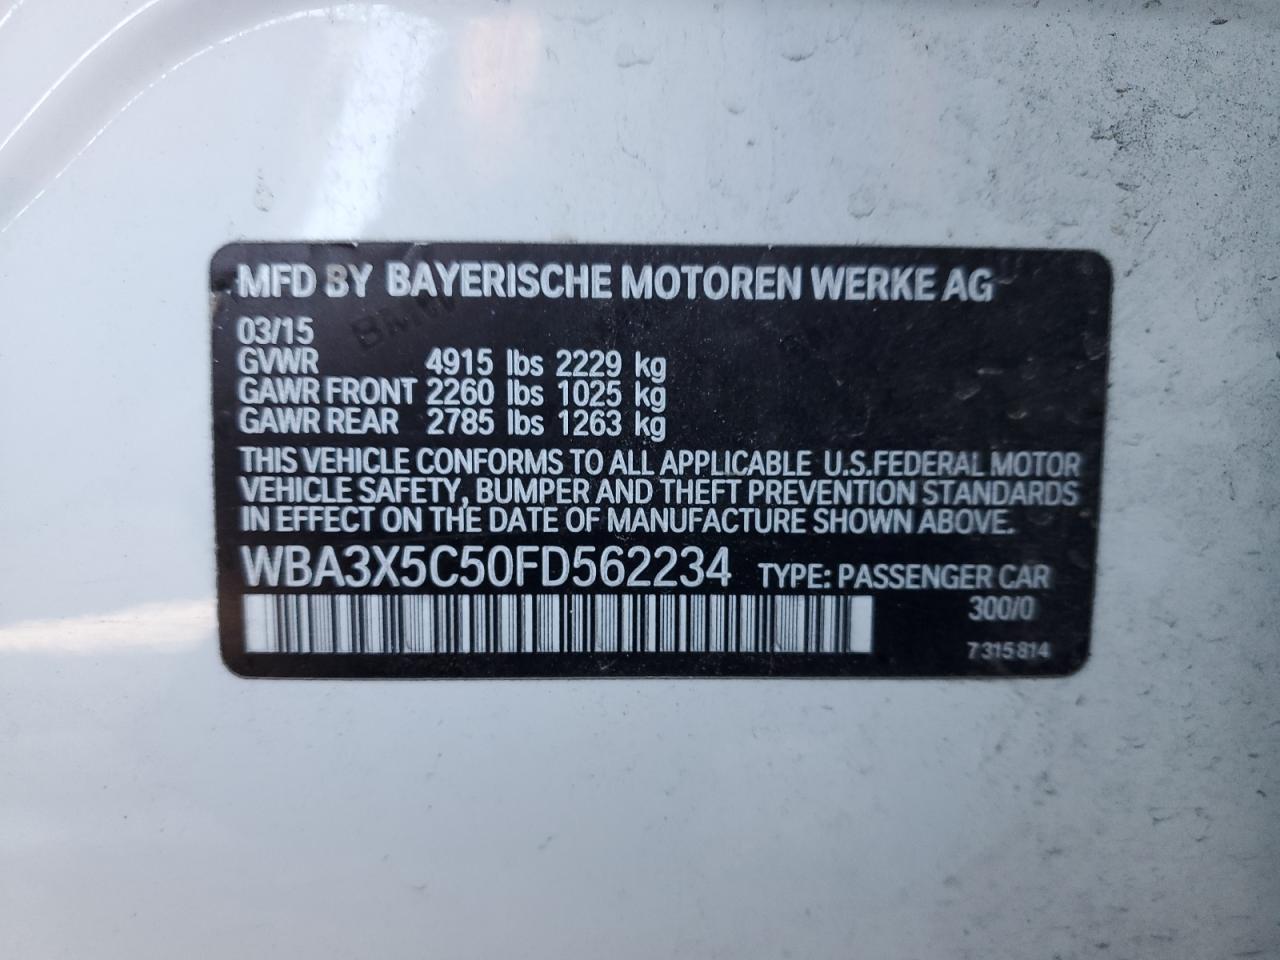 MFD BY BAYERISCHE MOTOREN WERKE AG
03/15
GVWR 4915 lbs 2229 kg
GAWR FRONT 2260 lbs 1025 kg
GAWR REAR 2785 lbs 1263 kg
THIS VEHICLE CONFORMS TO ALL APPLICABLE U.S.FEDERAL MOTOR
VEHICLE SAFETY, BUMPER AND THEFT PREVENTION STANDARDS
IN EFFECT ON THE DATE OF MANUFACTURE SHOWN ABOVE.
WBA3X5C50FD562234 TYPE: PASSENGER CAR
300/0
7 315 814